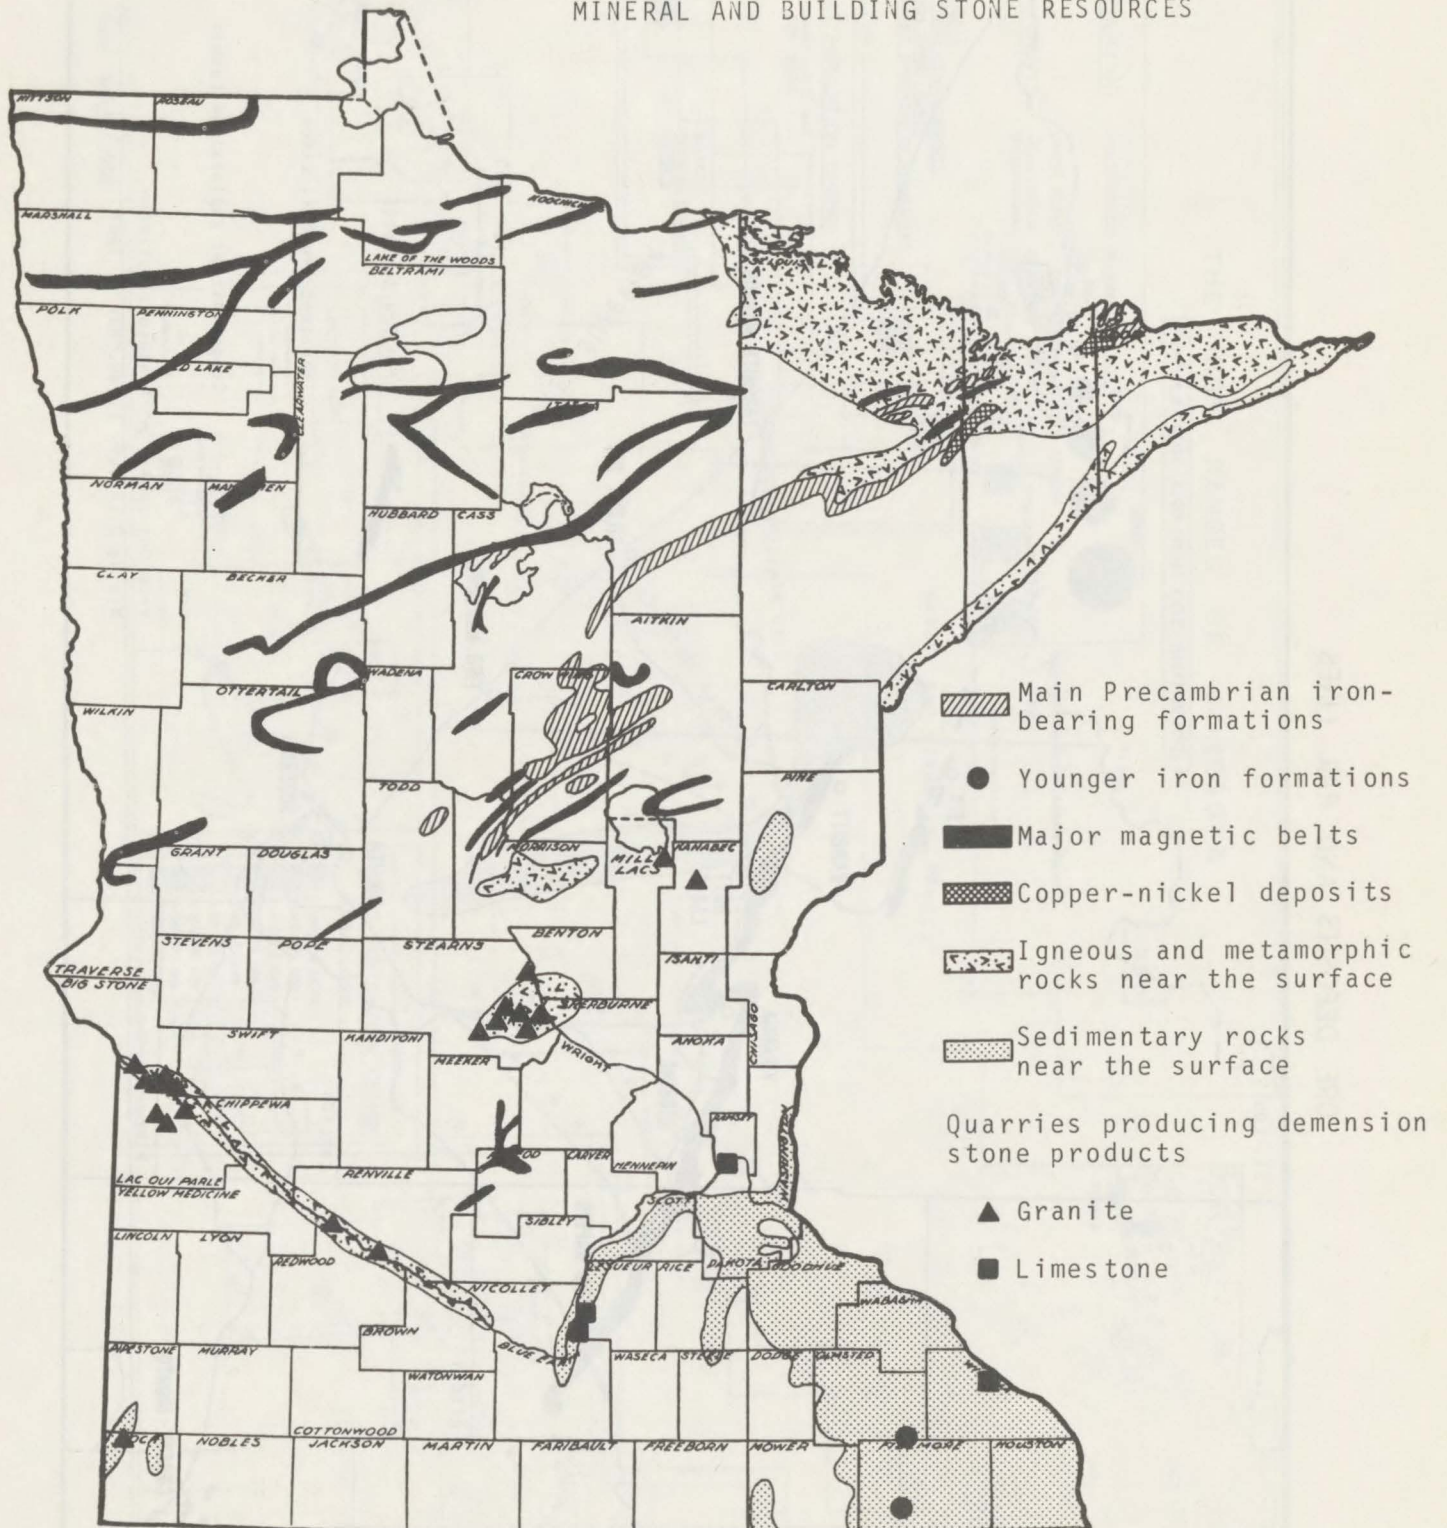 MINERAL AND BUILDING STONE RESOURCES
KITTSON
ROSEAU
MARSHALL
LAKE OF THE WOODS
BELTRAMI
POLK
PENNINGTON
CLEARWATER
NORMAN
HUBBARD
CASS
CLAY
BECKER
AITKIN
WADENA
CROW
OTTERTAIL
CARLTON
WILKIN
Main Precambrian iron-
bearing formations
Younger iron formations
TODD
PINE
Major magnetic belts
GRANT
DOUGLAS
MORRISON
MILLE
LACS
KANABEC
Copper-nickel deposits
STEVENS
POPE
STEARNS
BENTON
ISANTI
Igneous and metamorphic
rocks near the surface
TRAVERSE
BIG STONE
SHERBURNE
SWIFT
KANDIYOHI
MEEKER
WRIGHT
ANOKA
CHISAGO
Sedimentary rocks
near the surface
CHIPPEWA
RAMSEY
WASHINGTON
Quarries producing demension
stone products
RENVILLE
CARVER
HENNEPIN
LAC QUI PARLE
YELLOW MEDICINE
SCOTT
Granite
LINCOLN
LYON
SIBLEY
REDWOOD
LESUEUR
RICE
DAKOTA
GOODHUE
Limestone
NICOLLET
WABASHA
BROWN
BLUE EARTH
PIPESTONE
MURRAY
WASECA
STEELE
DODGE
OLMSTED
WATONWAN
COTTONWOOD
NOBLES
JACKSON
MARTIN
FARIBAULT
FREEBORN
MOWER
FILLMORE
HOUSTON